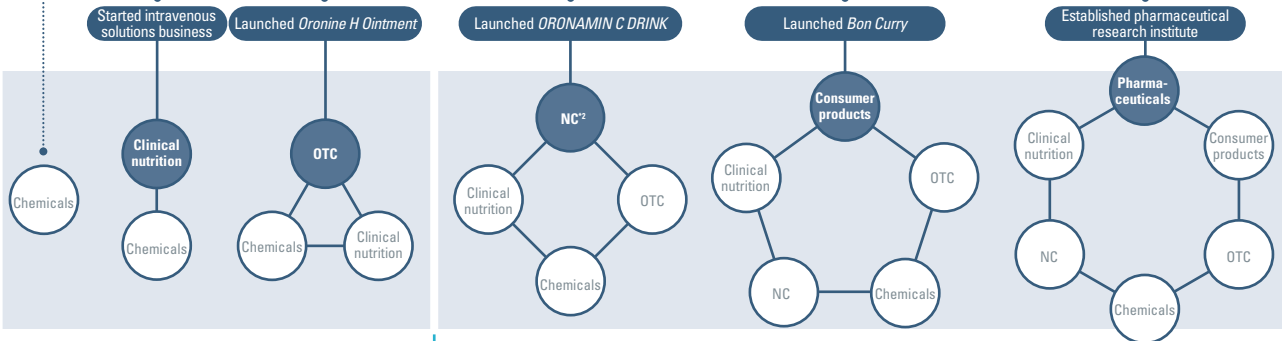 Started intravenous
solutions business
Launched Oronine H Ointment
Launched ORONAMIN C DRINK
Launched Bon Curry
Established pharmaceutical
research institute
Chemicals
Clinical
nutrition
Chemicals
OTC
Chemicals
Clinical
nutrition
NC*2
Clinical
nutrition
OTC
Chemicals
Consumer
products
Clinical
nutrition
OTC
NC
Chemicals
Pharma-
ceuticals
Clinical
nutrition
Consumer
products
NC
OTC
Chemicals